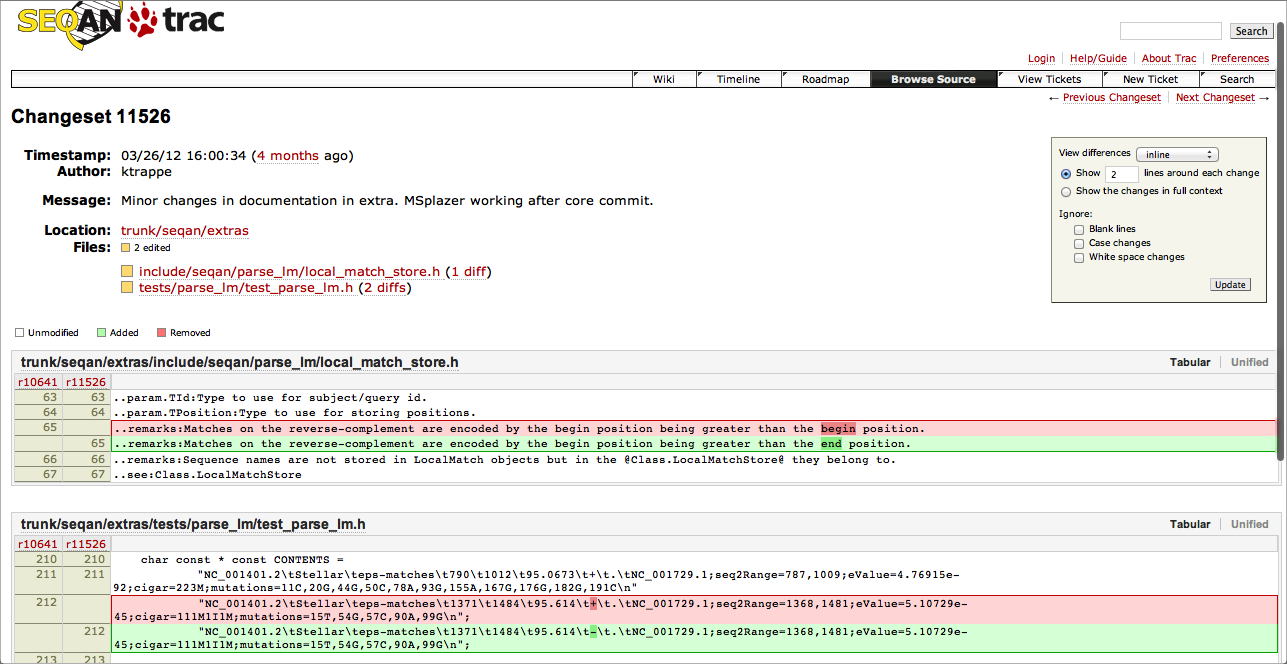 SEQAN trac
Search
Login Help/Guide About Trac Preferences
Wiki Timeline Roadmap Browse Source View Tickets New Ticket Search
← Previous Changeset Next Changeset →
Changeset 11526
Timestamp: 03/26/12 16:00:34 (4 months ago)
Author: ktrappe
Message: Minor changes in documentation in extra. MSplazer working after core commit.
Location: trunk/seqan/extras
Files: 2 edited
include/seqan/parse_lm/local_match_store.h (1 diff)
tests/parse_lm/test_parse_lm.h (2 diffs)
View differences inline
Show 2 lines around each change
Show the changes in full context
Ignore:
Blank lines
Case changes
White space changes
Update
Unmodified Added Removed
trunk/seqan/extras/include/seqan/parse_lm/local_match_store.h Tabular Unified
r10641 r11526
63 63 ..param.TId:Type to use for subject/query id.
64 64 ..param.TPosition:Type to use for storing positions.
65 ..remarks:Matches on the reverse-complement are encoded by the begin position being greater than the begin position.
65 ..remarks:Matches on the reverse-complement are encoded by the begin position being greater than the end position.
66 66 ..remarks:Sequence names are not stored in LocalMatch objects but in the @Class.LocalMatchStore@ they belong to.
67 67 ..see:Class.LocalMatchStore
trunk/seqan/extras/tests/parse_lm/test_parse_lm.h Tabular Unified
r10641 r11526
210 210 char const * const CONTENTS =
211 211 "NC_001401.2\tStellar\teps-matches\t790\t1012\t95.0673\t+\t.\tNC_001729.1;seq2Range=787,1009;eValue=4.76915e-
92;cigar=223M;mutations=11C,20G,44G,50C,78A,93G,155A,167G,176G,182G,191C\n"
212 "NC_001401.2\tStellar\teps-matches\t1371\t1484\t95.614\t+\t.\tNC_001729.1;seq2Range=1368,1481;eValue=5.10729e-
45;cigar=111M1I1M;mutations=15T,54G,57C,90A,99G\n";
212 "NC_001401.2\tStellar\teps-matches\t1371\t1484\t95.614\t-\t.\tNC_001729.1;seq2Range=1368,1481;eValue=5.10729e-
45;cigar=111M1I1M;mutations=15T,54G,57C,90A,99G\n";
213 213